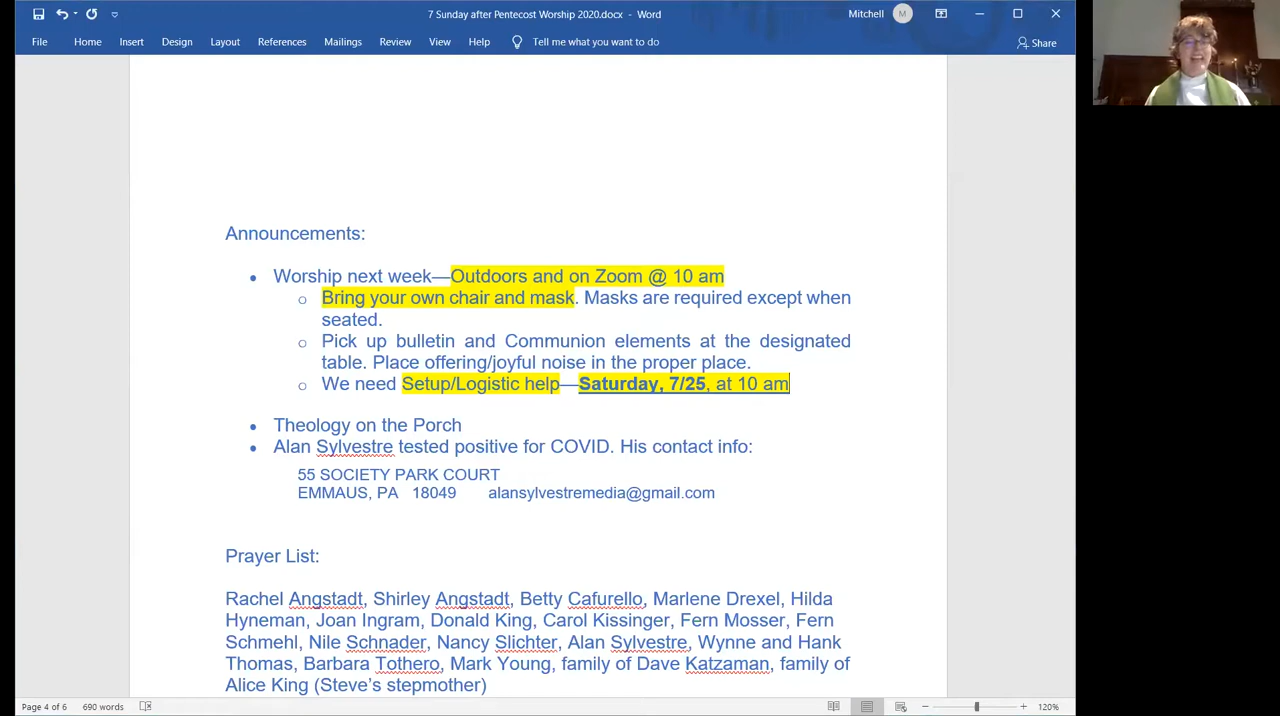 7 Sunday after Pentecost Worship 2020.docx - Word
Mitchell M
File Home Insert Design Layout References Mailings Review View Help Tell me what you want to do Share
Announcements:
• Worship next week—Outdoors and on Zoom @ 10 am
o Bring your own chair and mask. Masks are required except when
seated.
o Pick up bulletin and Communion elements at the designated
table. Place offering/joyful noise in the proper place.
o We need Setup/Logistic help—Saturday, 7/25, at 10 am
• Theology on the Porch
• Alan Sylvestre tested positive for COVID. His contact info:
55 SOCIETY PARK COURT
EMMAUS, PA 18049 alansylvestremedia@gmail.com
Prayer List:
Rachel Angstadt, Shirley Angstadt, Betty Cafurello, Marlene Drexel, Hilda
Hyneman, Joan Ingram, Donald King, Carol Kissinger, Fern Mosser, Fern
Schmehl, Nile Schnader, Nancy Slichter, Alan Sylvestre, Wynne and Hank
Thomas, Barbara Tothero, Mark Young, family of Dave Katzaman, family of
Alice King (Steve's stepmother)
Page 4 of 6 690 words 120%